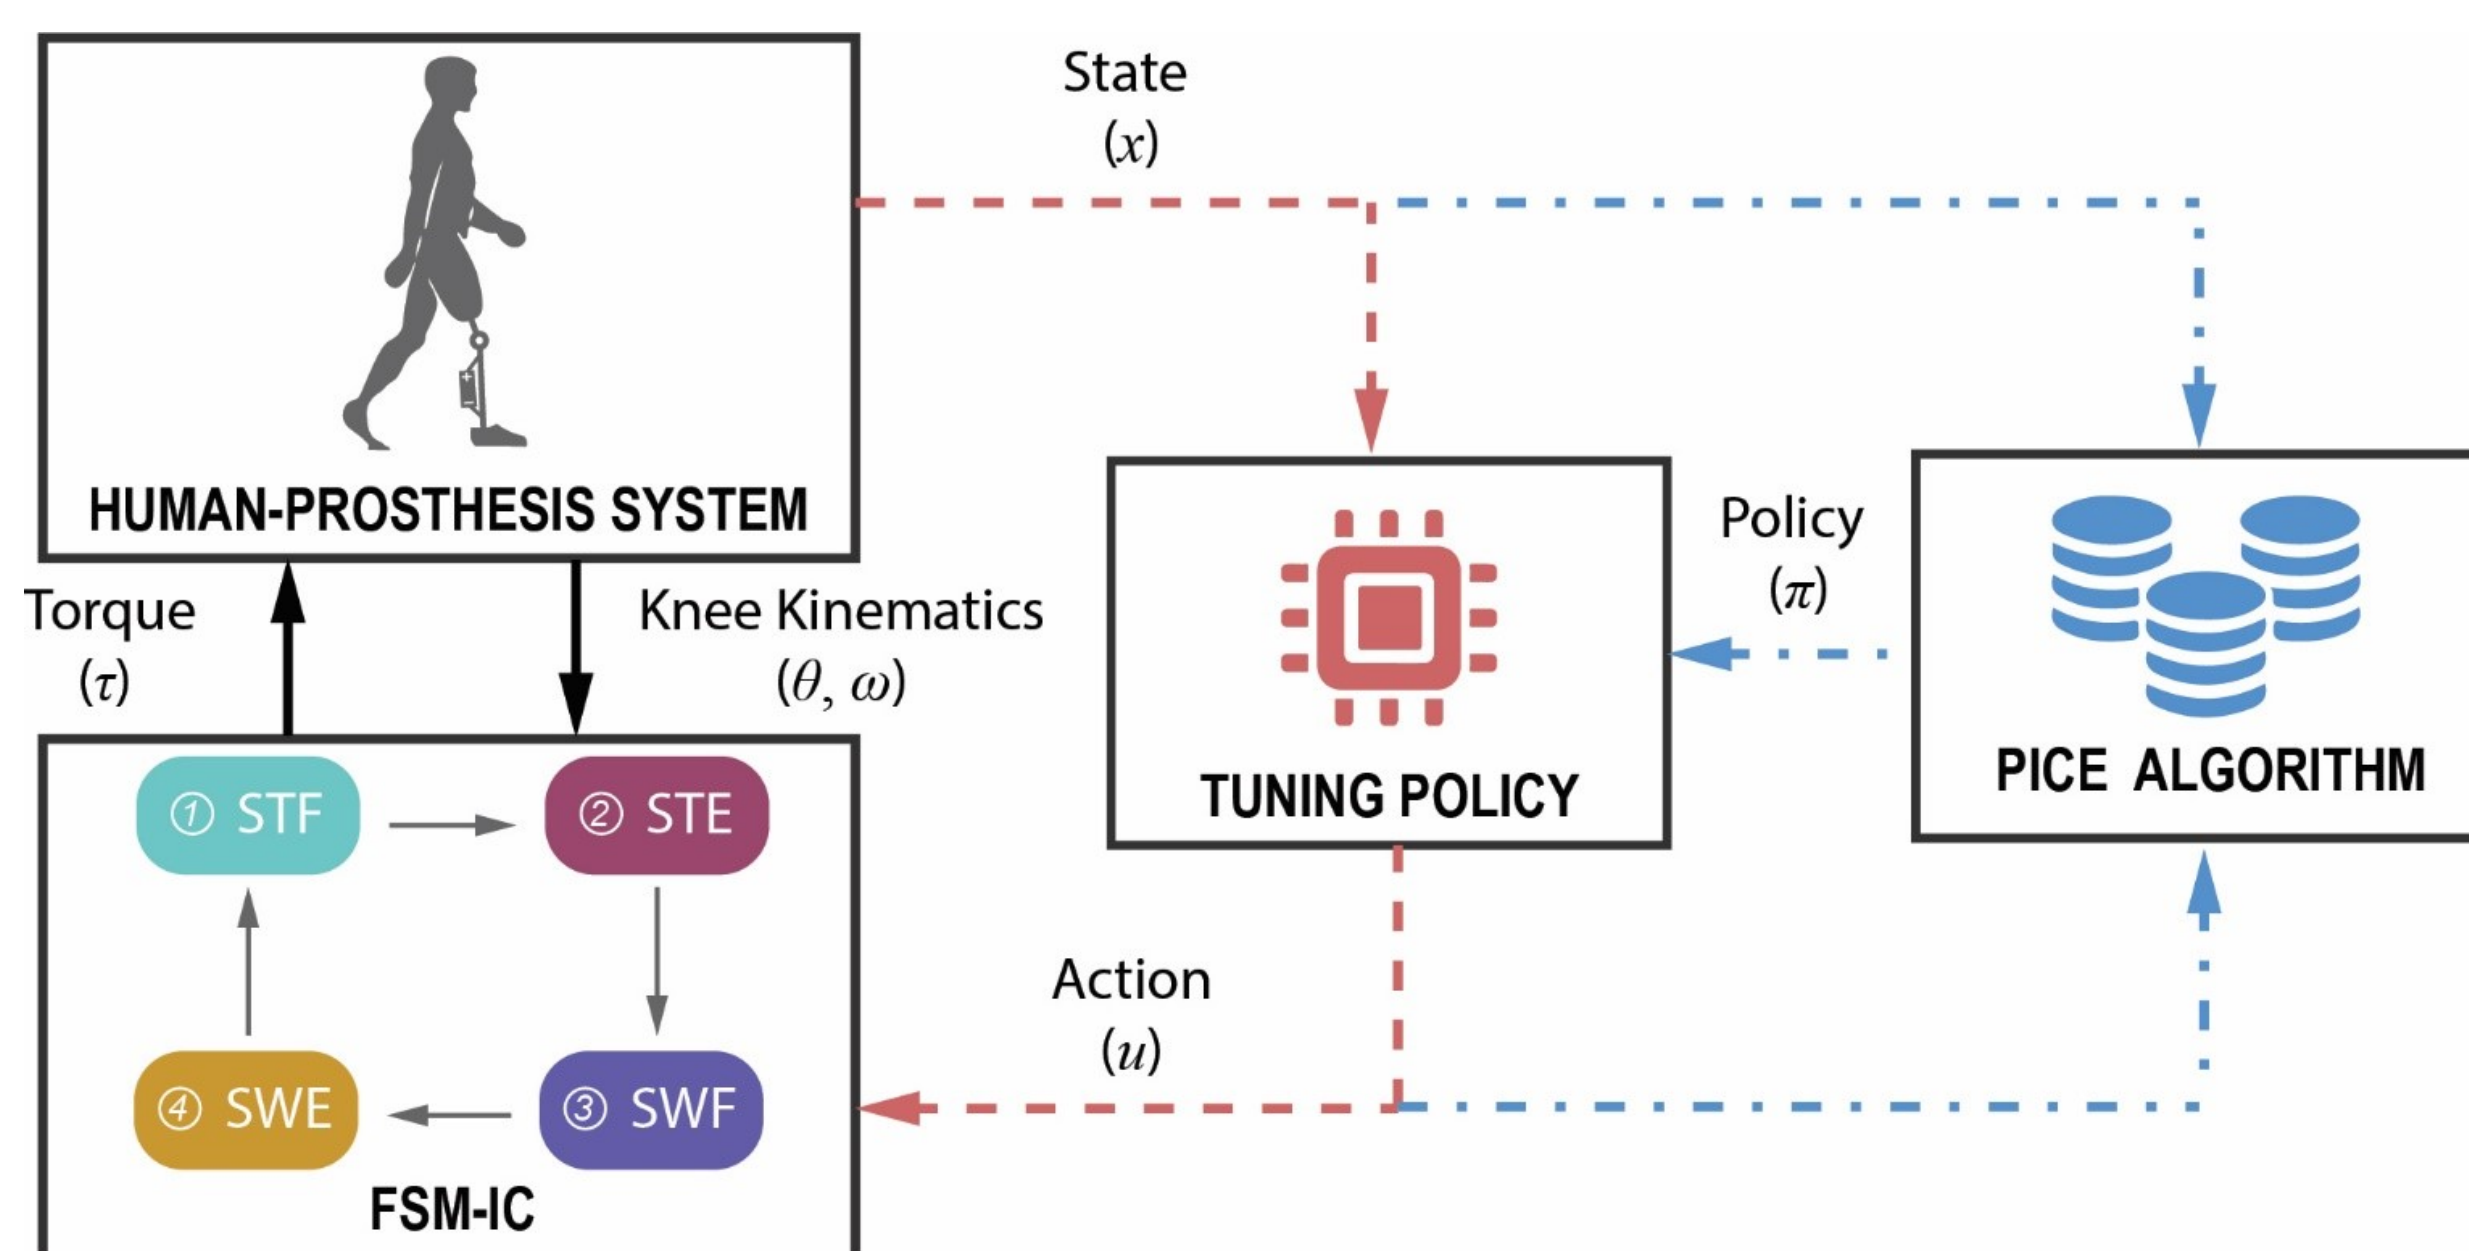 State
(x)
HUMAN-PROSTHESIS SYSTEM
Torque
(τ)
Knee Kinematics
(θ, ω)
Policy
(π)
TUNING POLICY
PICE ALGORITHM
① STF
② STE
④ SWE
③ SWF
FSM-IC
Action
(u)